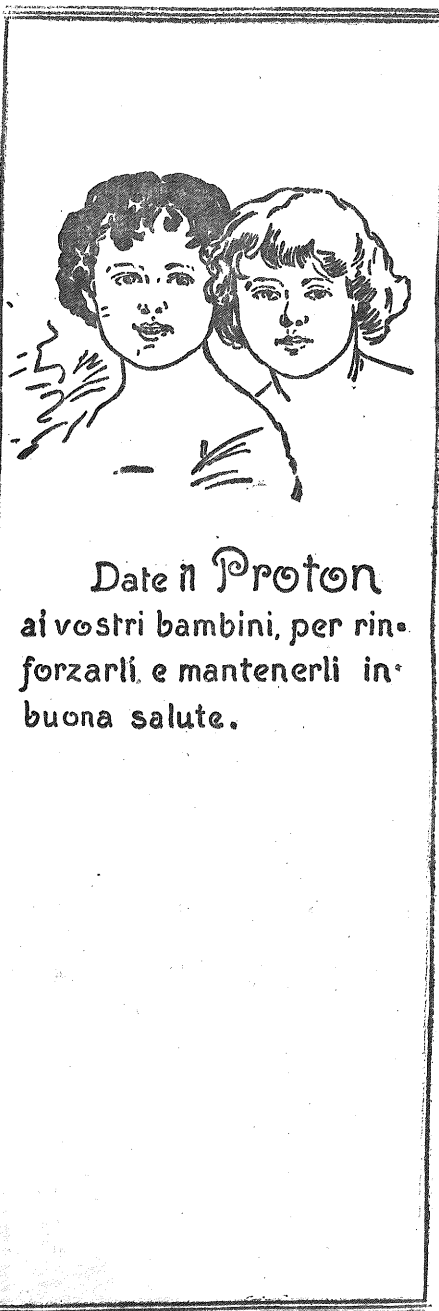 Date il Proton
ai vostri bambini, per rin-
forzarli, e mantenerli in
buona salute.